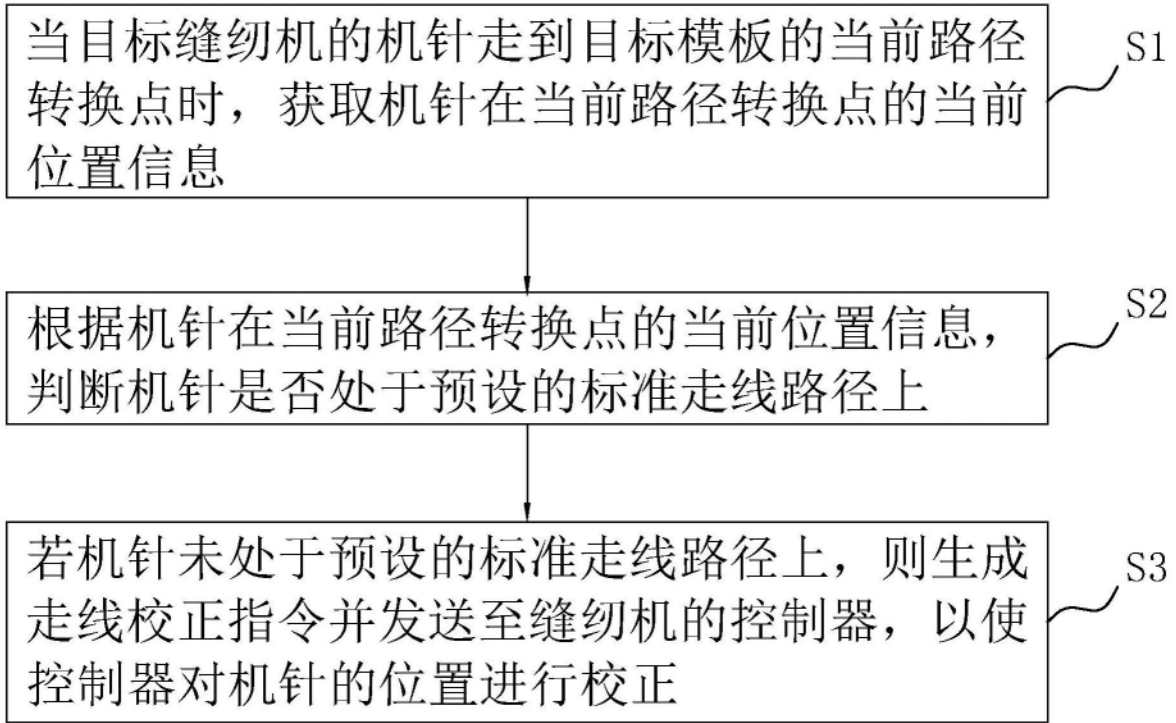 当目标缝纫机的机针走到目标模板的当前路径
转换点时，获取机针在当前路径转换点的当前
位置信息
S1
根据机针在当前路径转换点的当前位置信息，
判断机针是否处于预设的标准走线路径上
S2
若机针未处于预设的标准走线路径上，则生成
走线校正指令并发送至缝纫机的控制器，以使
控制器对机针的位置进行校正
S3